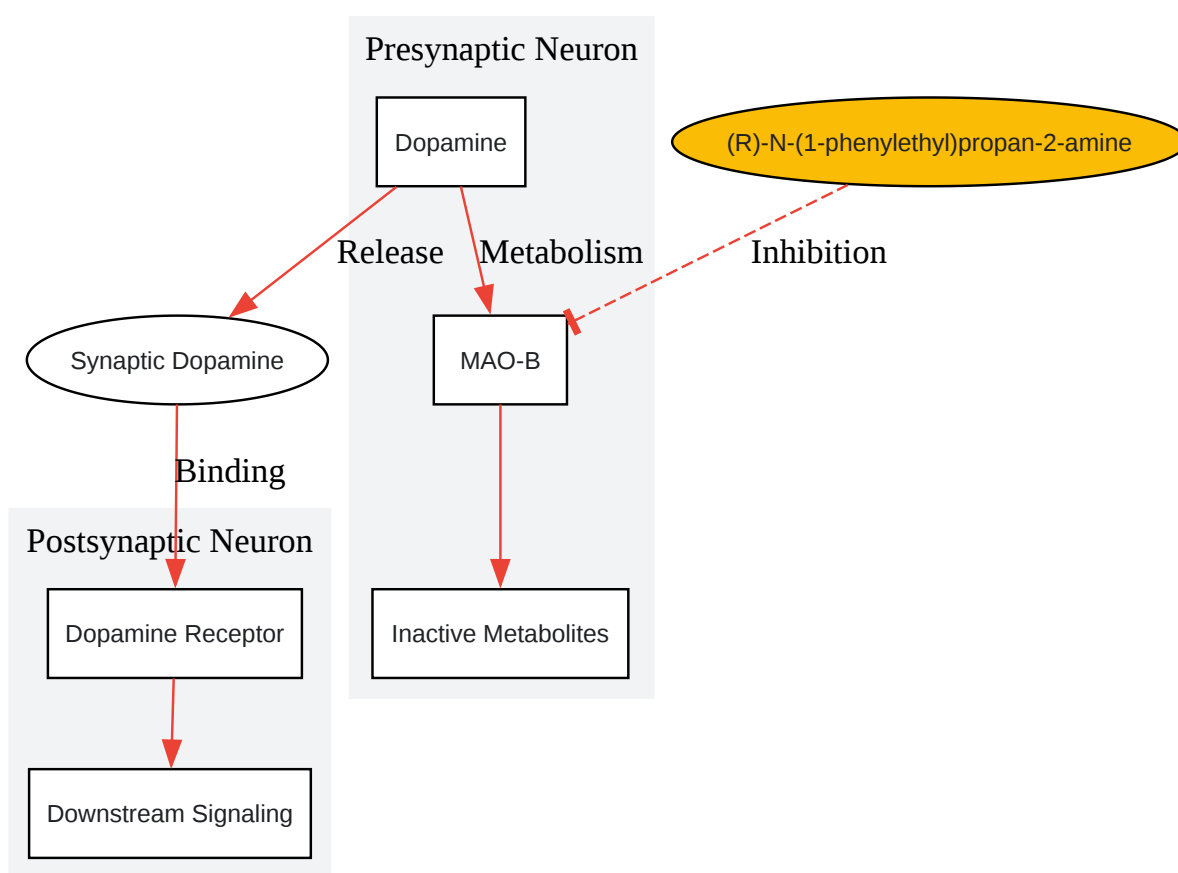 Presynaptic Neuron
Dopamine
(R)-N-(1-phenylethyl)propan-2-amine
Release
Metabolism
Inhibition
Synaptic Dopamine
MAO-B
Binding
Postsynaptic Neuron
Dopamine Receptor
Inactive Metabolites
Downstream Signaling